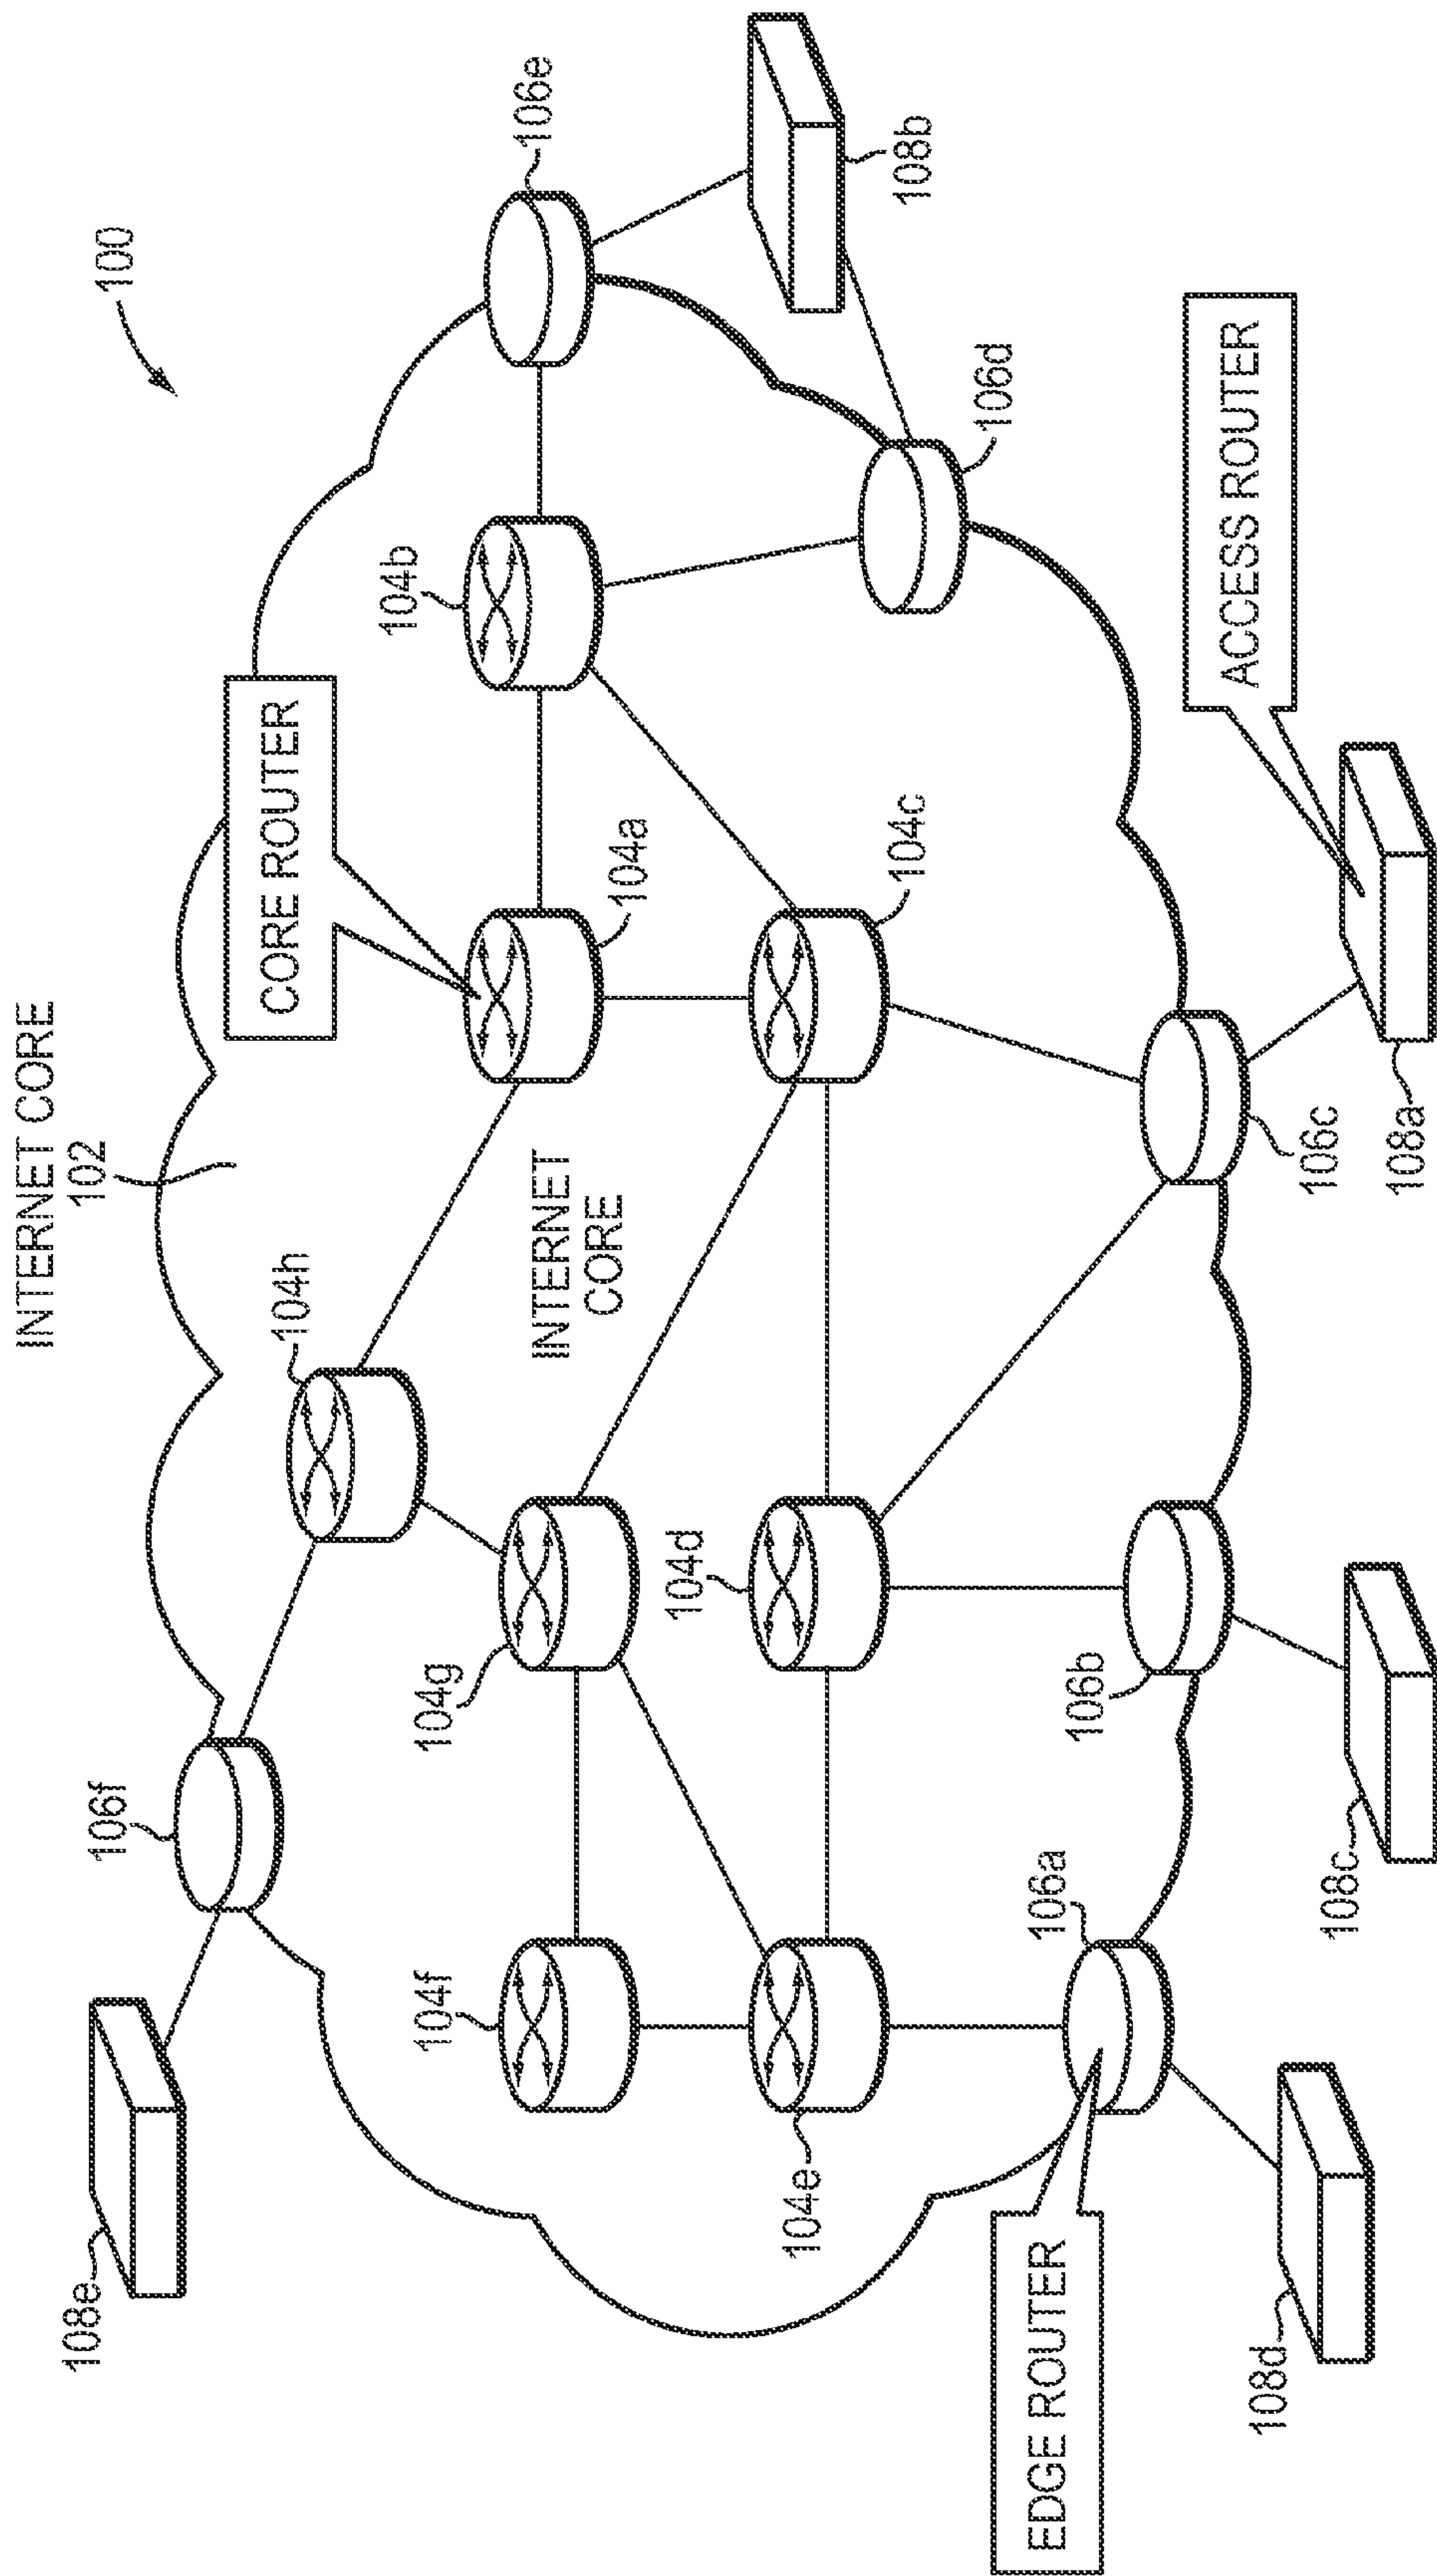 INTERNET CORE
102
100
108e
106f
104h
CORE ROUTER
104b
106e
104f
104g
INTERNET
CORE
104a
108b
104e
104d
104c
106d
EDGE ROUTER
106a
106b
106c
ACCESS ROUTER
108d
108c
108a